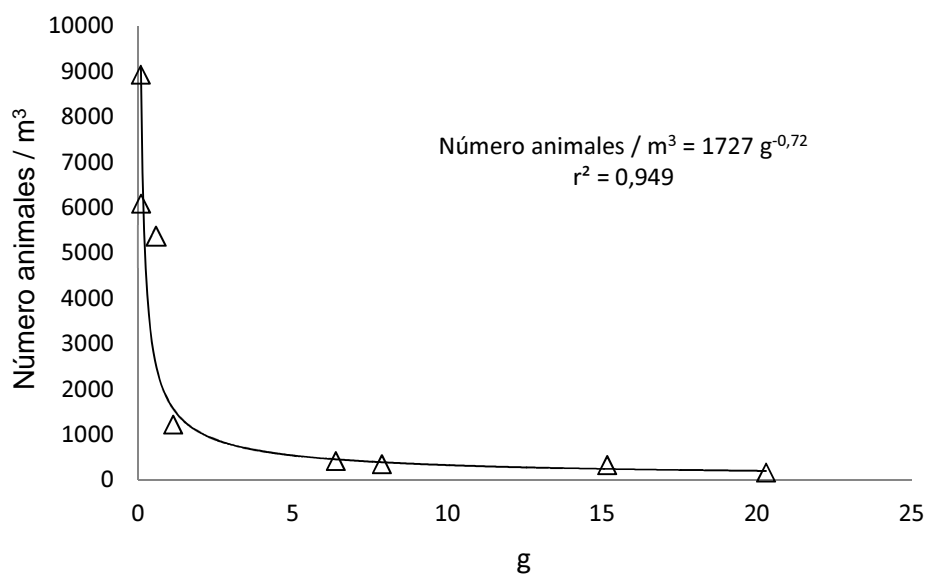 10000
9000
8000
7000
6000
5000
4000
3000
2000
1000
0
Número animales / m³
Número animales / m³ = 1727 g⁻⁰,⁷²
r² = 0,949
0 5 10 15 20 25
g